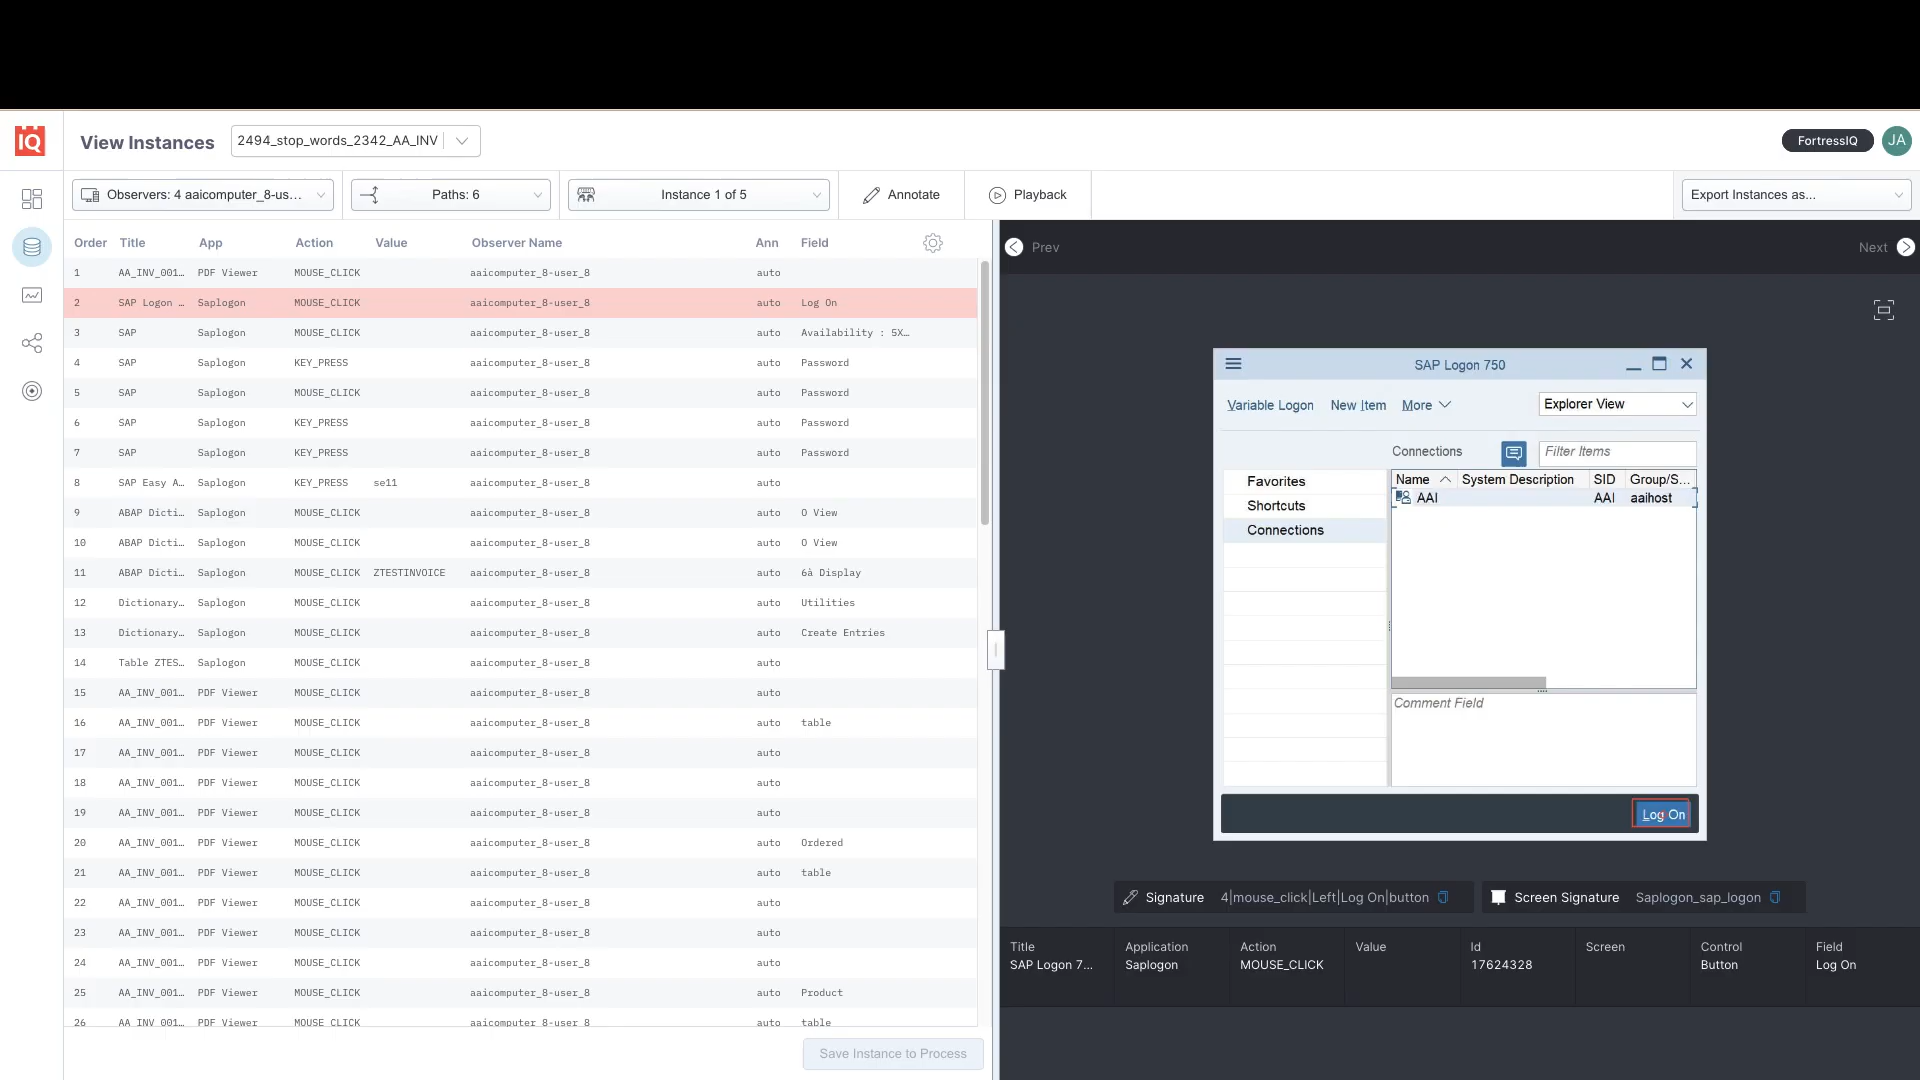 IQ
View Instances
2494_stop_words_2342_AA_INV
FortressIQ
JA
Observers: 4 aaicomputer_8-us...
Paths: 6
Instance 1 of 5
Annotate
Playback
Export Instances as...
Order Title App Action Value Observer Name Ann Field
1 AA_INV_001… PDF Viewer MOUSE_CLICK aaicomputer_8-user_8 auto
2 SAP Logon … Saplogon MOUSE_CLICK aaicomputer_8-user_8 auto Log On
3 SAP Saplogon MOUSE_CLICK aaicomputer_8-user_8 auto Availability : 5X…
4 SAP Saplogon KEY_PRESS aaicomputer_8-user_8 auto Password
5 SAP Saplogon MOUSE_CLICK aaicomputer_8-user_8 auto Password
6 SAP Saplogon KEY_PRESS aaicomputer_8-user_8 auto Password
7 SAP Saplogon KEY_PRESS aaicomputer_8-user_8 auto Password
8 SAP Easy A… Saplogon KEY_PRESS se11 aaicomputer_8-user_8 auto
9 ABAP Dicti… Saplogon MOUSE_CLICK aaicomputer_8-user_8 auto O View
10 ABAP Dicti… Saplogon MOUSE_CLICK aaicomputer_8-user_8 auto O View
11 ABAP Dicti… Saplogon MOUSE_CLICK ZTESTINVOICE aaicomputer_8-user_8 auto 6à Display
12 Dictionary… Saplogon MOUSE_CLICK aaicomputer_8-user_8 auto Utilities
13 Dictionary… Saplogon MOUSE_CLICK aaicomputer_8-user_8 auto Create Entries
14 Table ZTES… Saplogon MOUSE_CLICK aaicomputer_8-user_8 auto
15 AA_INV_001… PDF Viewer MOUSE_CLICK aaicomputer_8-user_8 auto
16 AA_INV_001… PDF Viewer MOUSE_CLICK aaicomputer_8-user_8 auto table
17 AA_INV_001… PDF Viewer MOUSE_CLICK aaicomputer_8-user_8 auto
18 AA_INV_001… PDF Viewer MOUSE_CLICK aaicomputer_8-user_8 auto
19 AA_INV_001… PDF Viewer MOUSE_CLICK aaicomputer_8-user_8 auto
20 AA_INV_001… PDF Viewer MOUSE_CLICK aaicomputer_8-user_8 auto Ordered
21 AA_INV_001… PDF Viewer MOUSE_CLICK aaicomputer_8-user_8 auto table
22 AA_INV_001… PDF Viewer MOUSE_CLICK aaicomputer_8-user_8 auto
23 AA_INV_001… PDF Viewer MOUSE_CLICK aaicomputer_8-user_8 auto
24 AA_INV_001… PDF Viewer MOUSE_CLICK aaicomputer_8-user_8 auto
25 AA_INV_001… PDF Viewer MOUSE_CLICK aaicomputer_8-user_8 auto Product
26 AA_INV_001… PDF Viewer MOUSE_CLICK aaicomputer_8-user_8 auto table
Save Instance to Process
Prev
Next
SAP Logon 750
Variable Logon New Item More
Explorer View
Connections
Filter Items
Favorites
Shortcuts
Connections
Name System Description SID Group/S...
AAI AAI aaihost
Comment Field
Log On
Signature 4|mouse_click|Left|Log On|button
Screen Signature Saplogon_sap_logon
Title Application Action Value Id Screen Control Field
SAP Logon 7... Saplogon MOUSE_CLICK 17624328 Button Log On